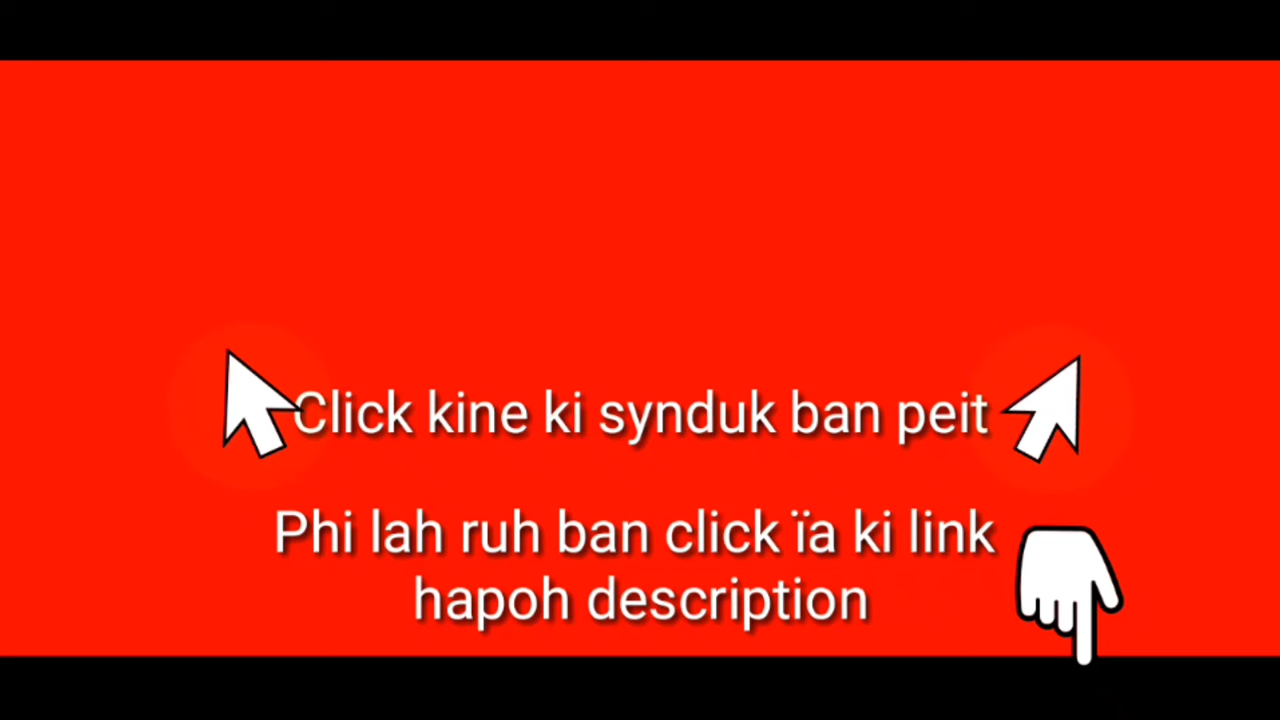 Click kine ki synduk ban peit
Phi lah ruh ban click ïa ki link
hapoh description